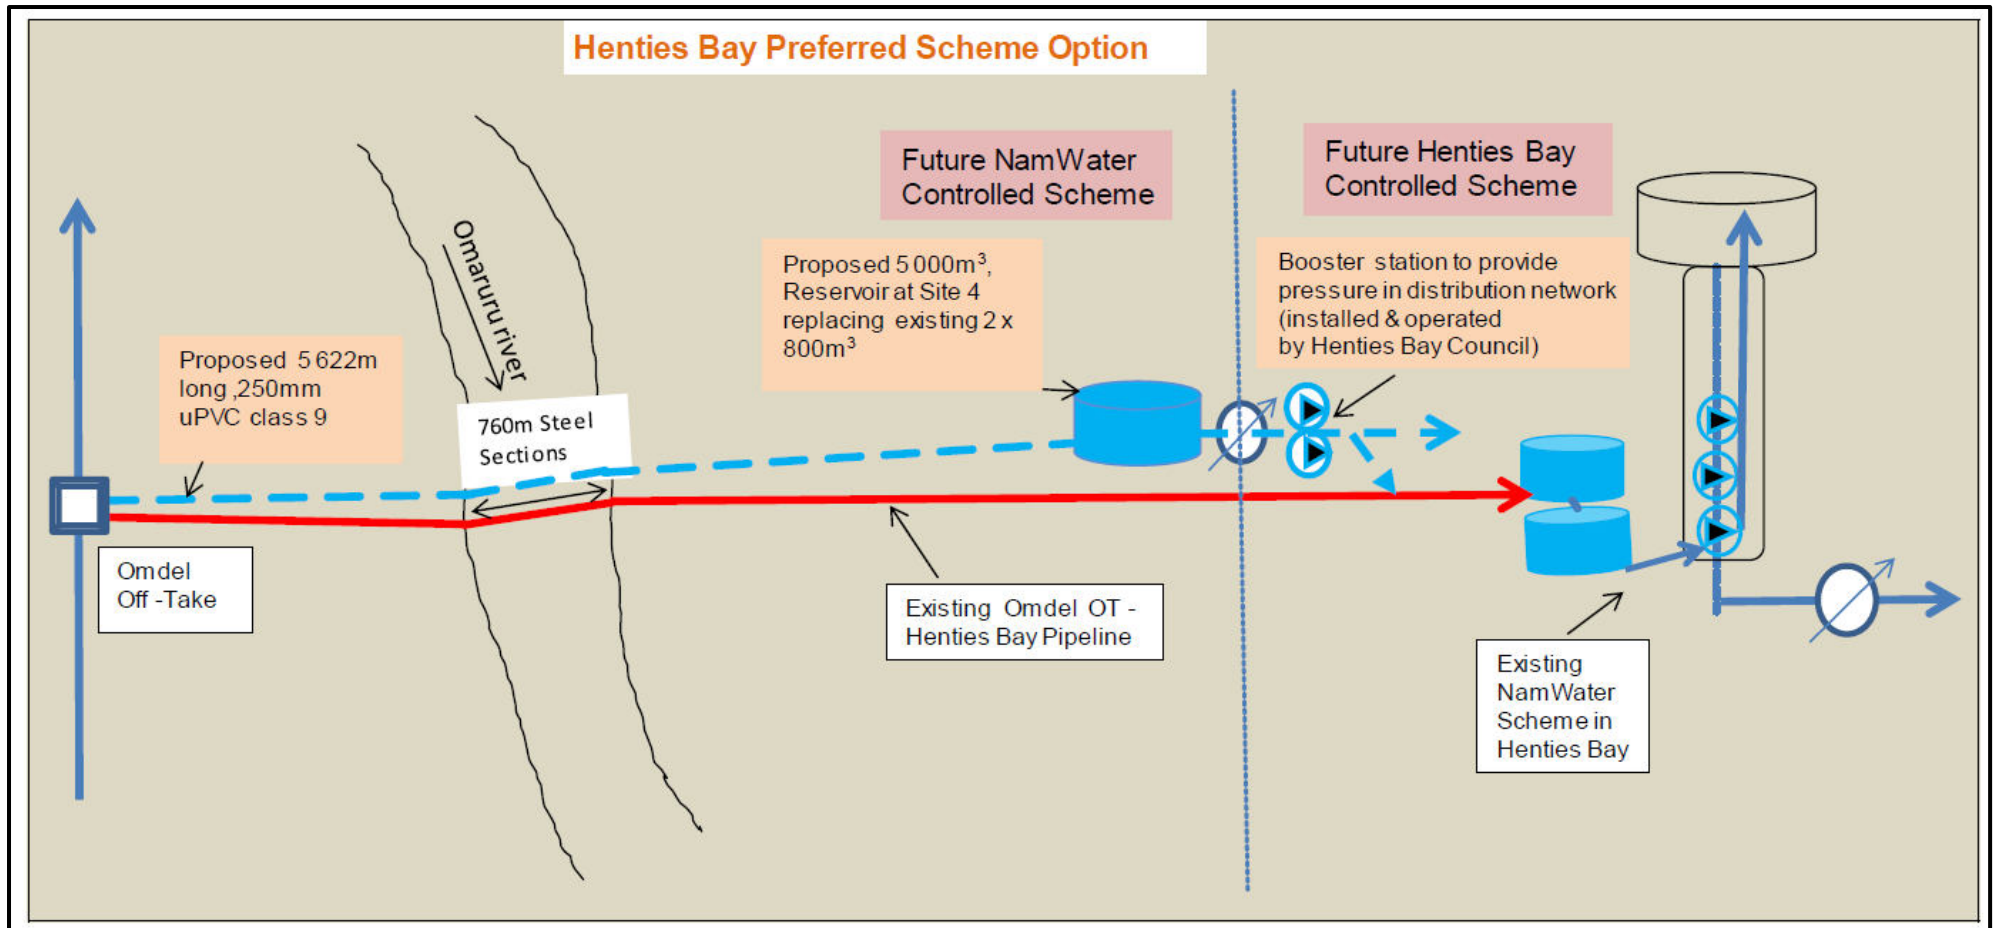 Henties Bay Preferred Scheme Option
Future NamWater
Controlled Scheme
Future Henties Bay
Controlled Scheme
Omaruru river
Proposed 5 000m³,
Reservoir at Site 4
replacing existing 2 x
800m³
Booster station to provide
pressure in distribution network
(installed & operated
by Henties Bay Council)
Proposed 5 622m
long ,250mm
uPVC class 9
760m Steel
Sections
Omdel
Off -Take
Existing Omdel OT -
Henties Bay Pipeline
Existing
NamWater
Scheme in
Henties Bay